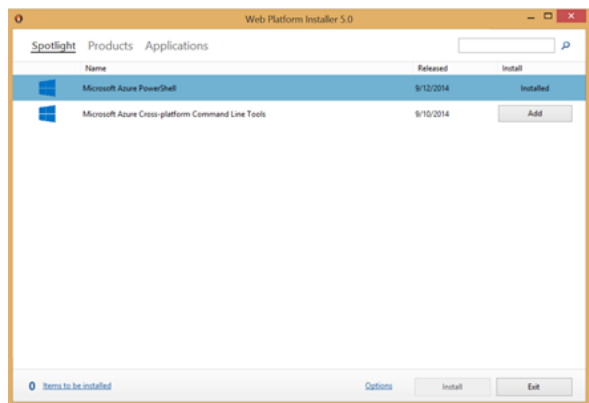 Web Platform Installer 5.0
Spotlight Products Applications
Name Released Install
Microsoft Azure PowerShell 9/12/2014 Installed
Microsoft Azure Cross-platform Command Line Tools 9/10/2014 Add
0 Items to be installed Options Install Exit